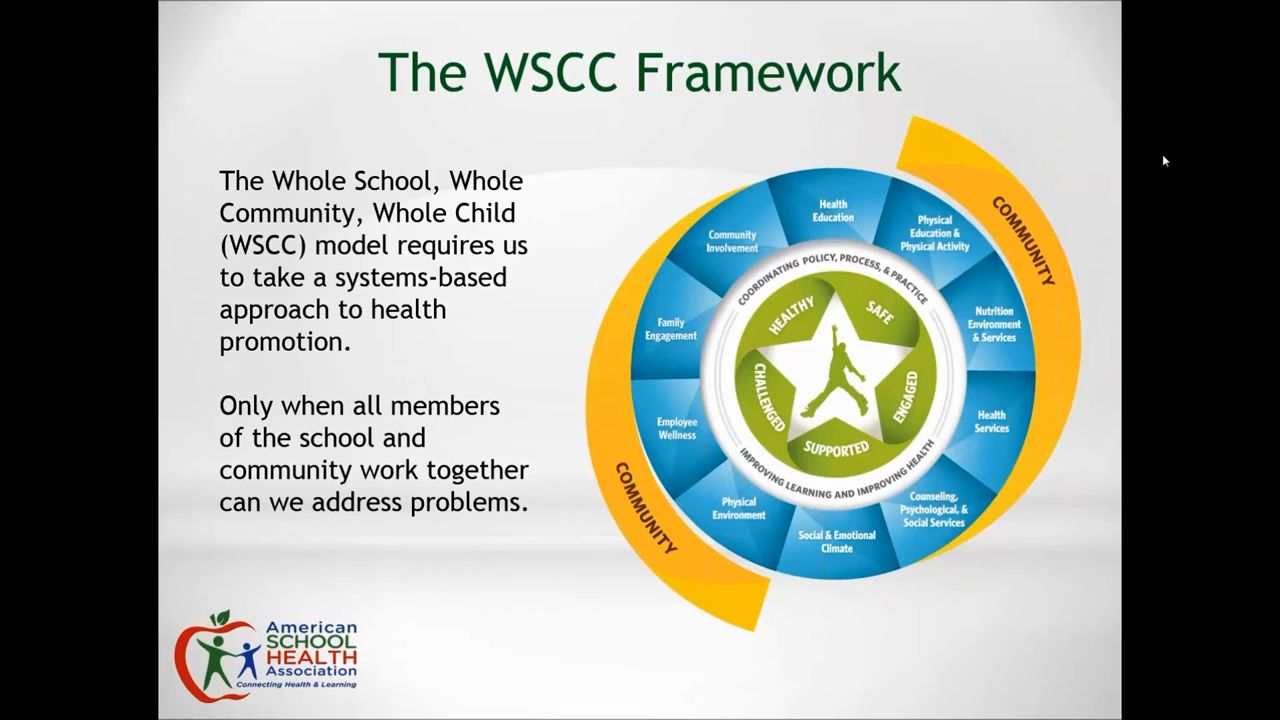 The WSCC Framework
The Whole School, Whole
Community, Whole Child
(WSCC) model requires us
to take a systems-based
approach to health
promotion.
Only when all members
of the school and
community work together
can we address problems.
COMMUNITY
Health
Education
Physical
Education &
Physical Activity
Nutrition
Environment
& Services
Health
Services
Counseling,
Psychological, &
Social Services
Social & Emotional
Climate
Physical
Environment
Employee
Wellness
Family
Engagement
Community
Involvement
COORDINATING POLICY, PROCESS, & PRACTICE
IMPROVING LEARNING AND IMPROVING HEALTH
HEALTHY
SAFE
ENGAGED
SUPPORTED
CHALLENGED
COMMUNITY
American
SCHOOL
HEALTH
Association
Connecting Health & Learning